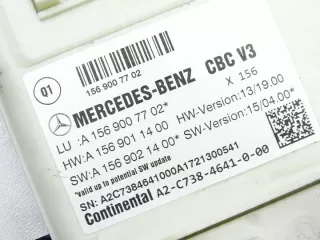 01
156 900 77 02
MERCEDES-BENZ CBC V3
X 156
LU :A 156 900 77 02*
HW:A 156 901 14 00 HW-Version:13/19.00
SW:A 156 902 14 00* SW-Version:15/04.00*
*valid up to potential SW update
SN: A2C7384641000A1721300541
Continental A2-C738-4641-0-00